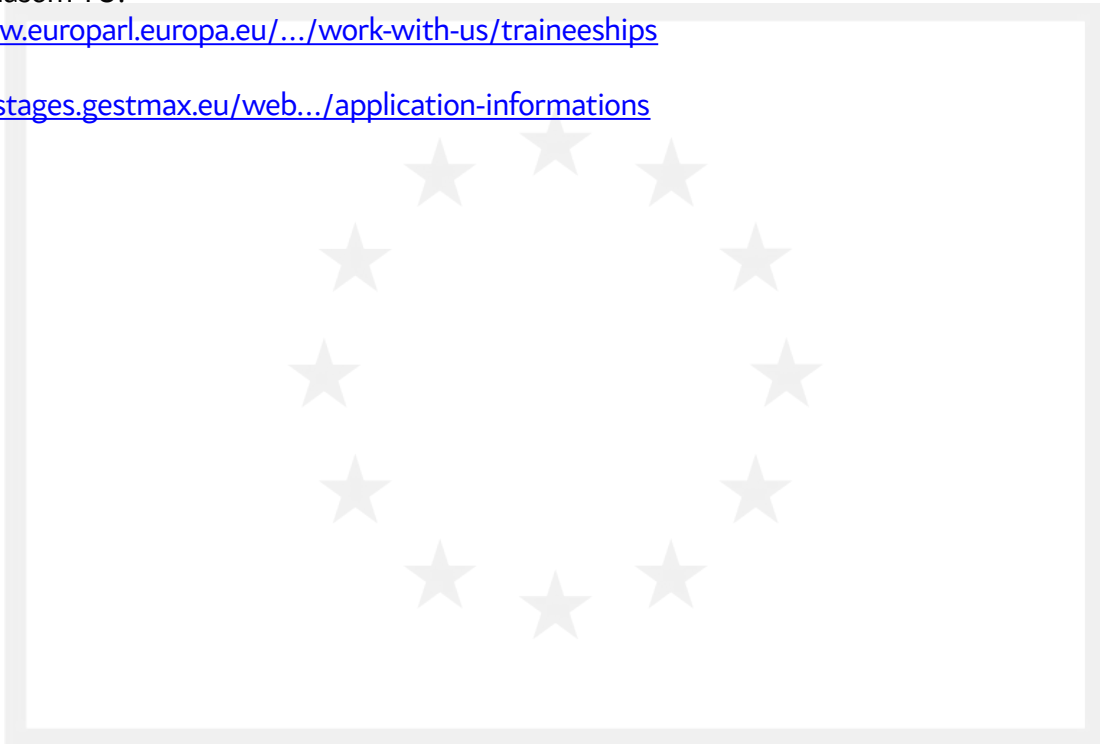 w.europarl.europa.eu/…/work-with-us/traineeships
stages.gestmax.eu/web…/application-informations